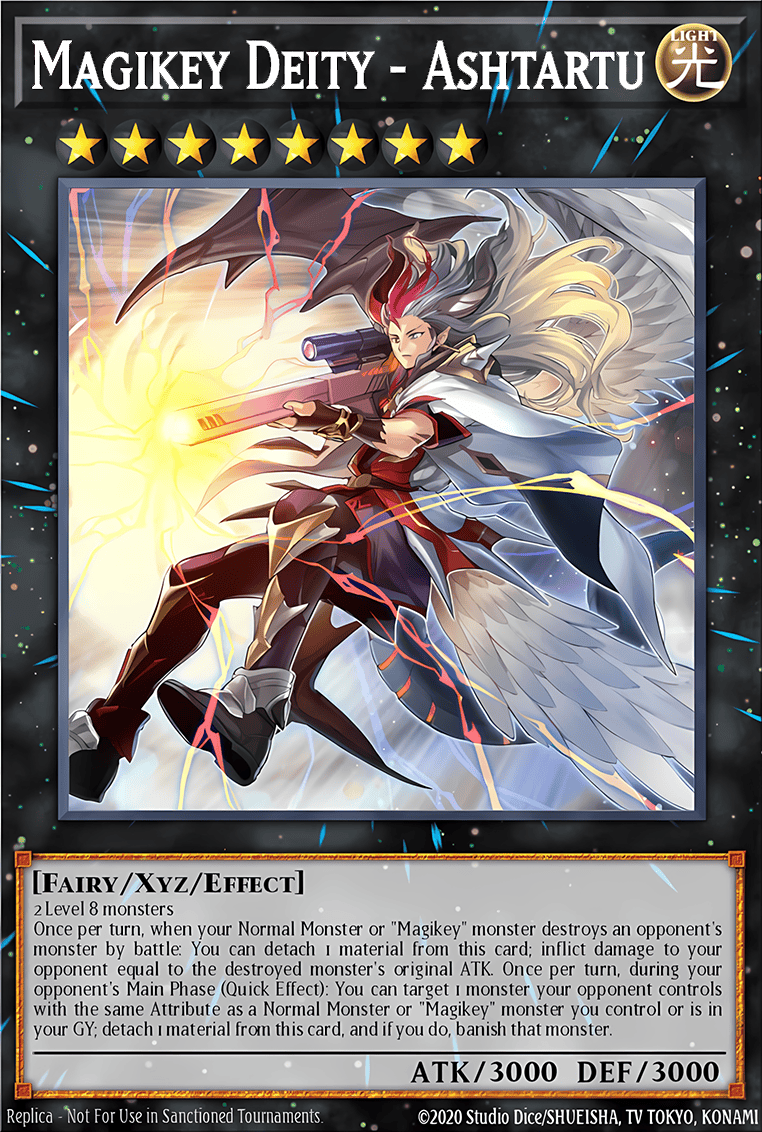 Magikey Deity - Ashtartu
LIGHT
光
[Fairy/Xyz/Effect]
2 Level 8 monsters
Once per turn, when your Normal Monster or "Magikey" monster destroys an opponent's
monster by battle: You can detach 1 material from this card; inflict damage to your
opponent equal to the destroyed monster's original ATK. Once per turn, during your
opponent's Main Phase (Quick Effect): You can target 1 monster your opponent controls
with the same Attribute as a Normal Monster or "Magikey" monster you control or is in
your GY; detach 1 material from this card, and if you do, banish that monster.
ATK/3000 DEF/3000
Replica - Not For Use in Sanctioned Tournaments.
©2020 Studio Dice/SHUEISHA, TV TOKYO, KONAMI